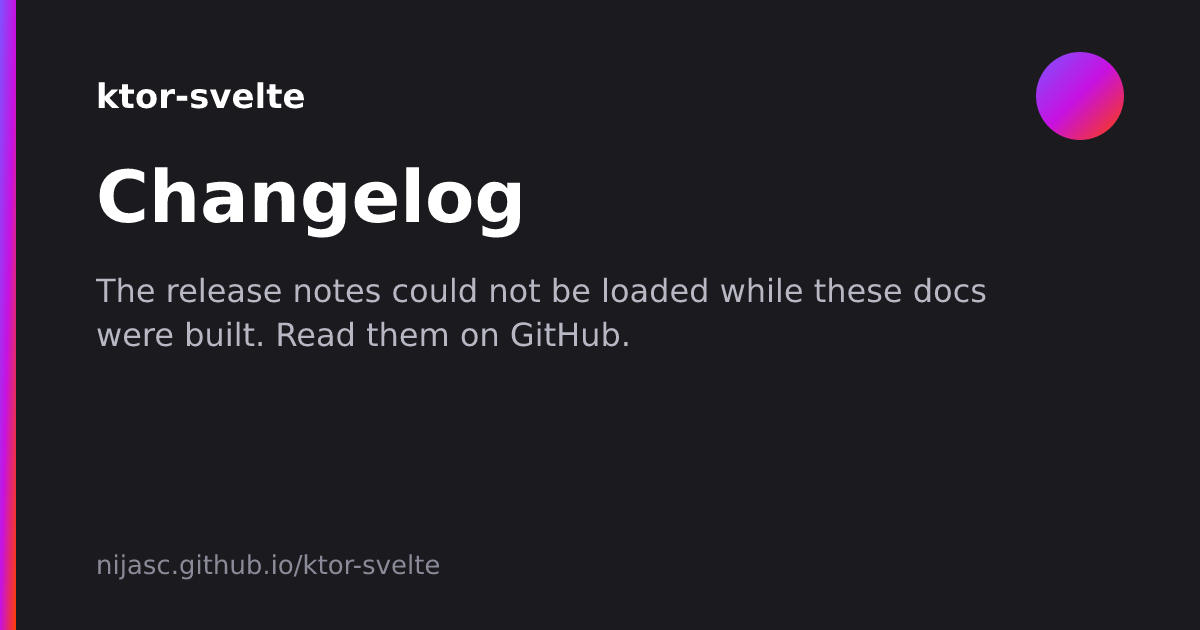 ktor-svelte
Changelog
The release notes could not be loaded while these docs
were built. Read them on GitHub.
nijasc.github.io/ktor-svelte